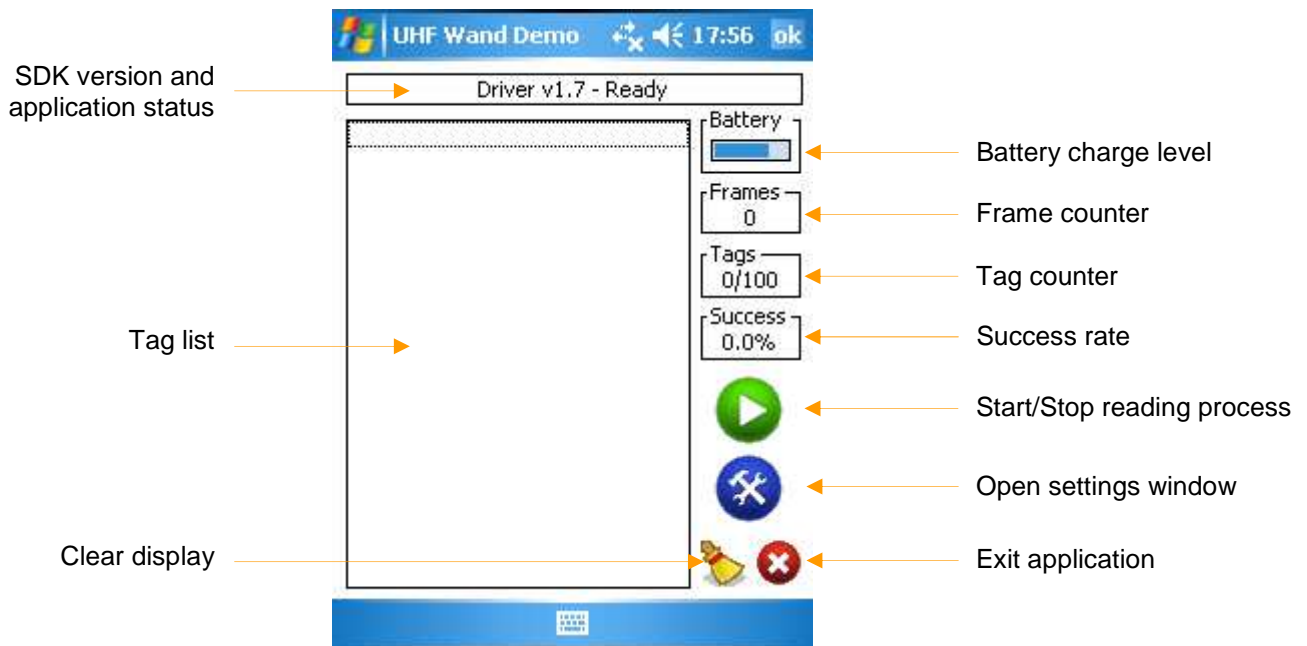 UHF Wand Demo 17:56 ok
SDK version and
application status
Driver v1.7 - Ready
Battery
Battery charge level
Frames
0
Frame counter
Tags
0/100
Tag counter
Success
0.0%
Success rate
Tag list
Start/Stop reading process
Open settings window
Clear display
Exit application